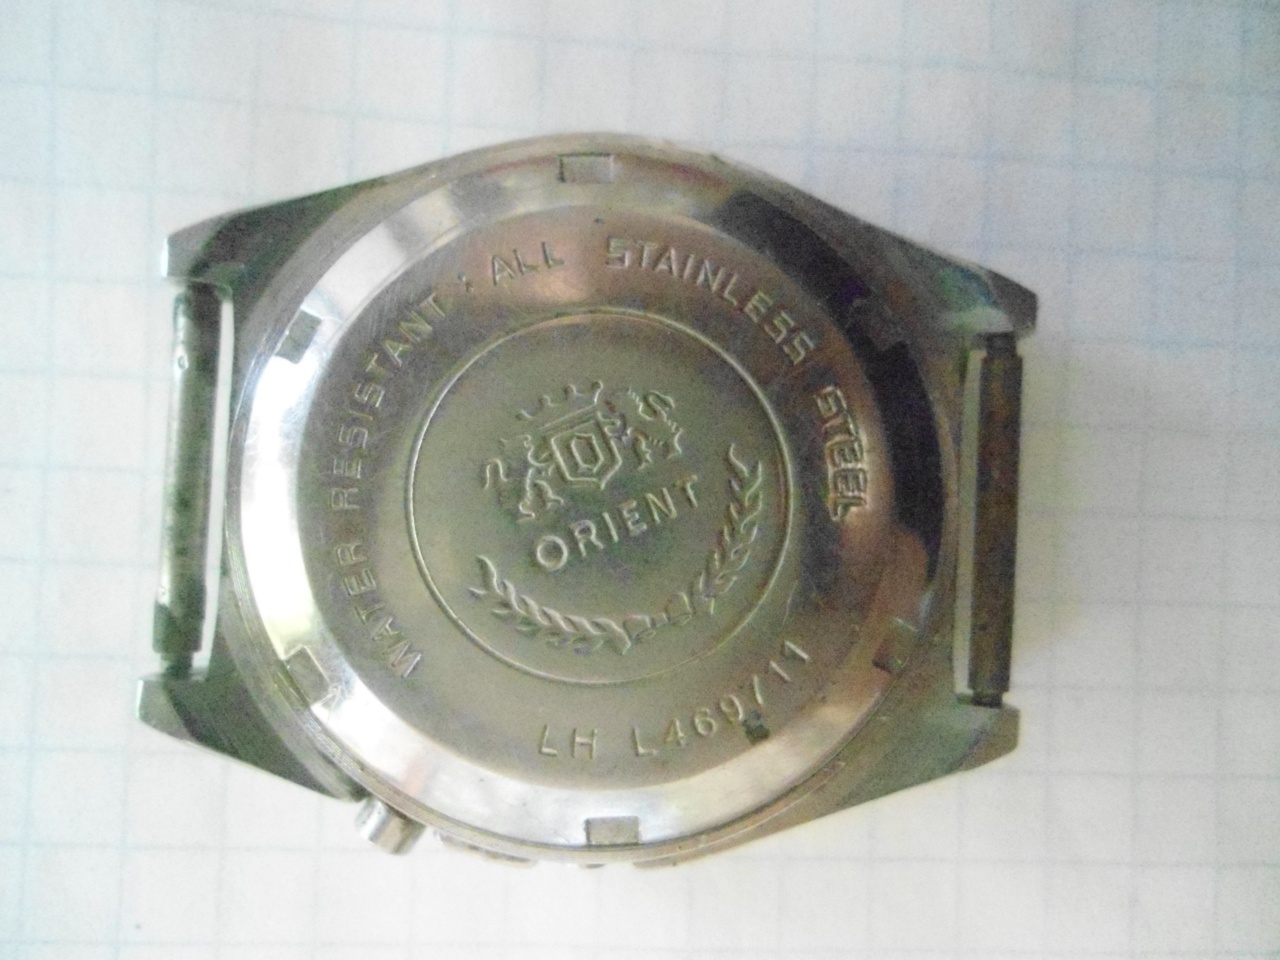 WATER RESISTANT : ALL STAINLESS STEEL
ORIENT
LH L469711